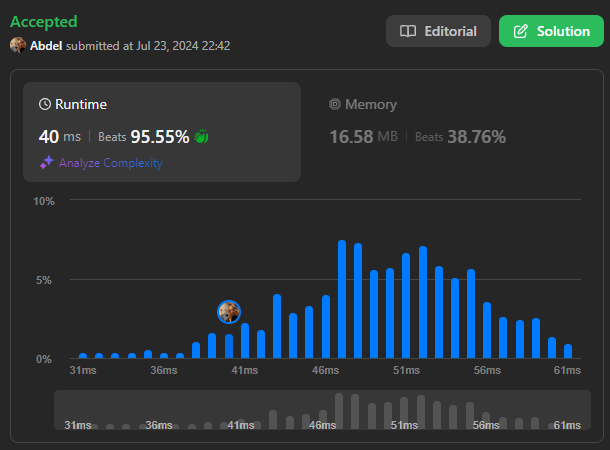 Accepted
Abdel submitted at Jul 23, 2024 22:42
Editorial
Solution
Runtime
40 ms | Beats 95.55%
Analyze Complexity
Memory
16.58 MB | Beats 38.76%
10%
5%
0%
31ms 36ms 41ms 46ms 51ms 56ms 61ms
31ms 36ms 41ms 46ms 51ms 56ms 61ms